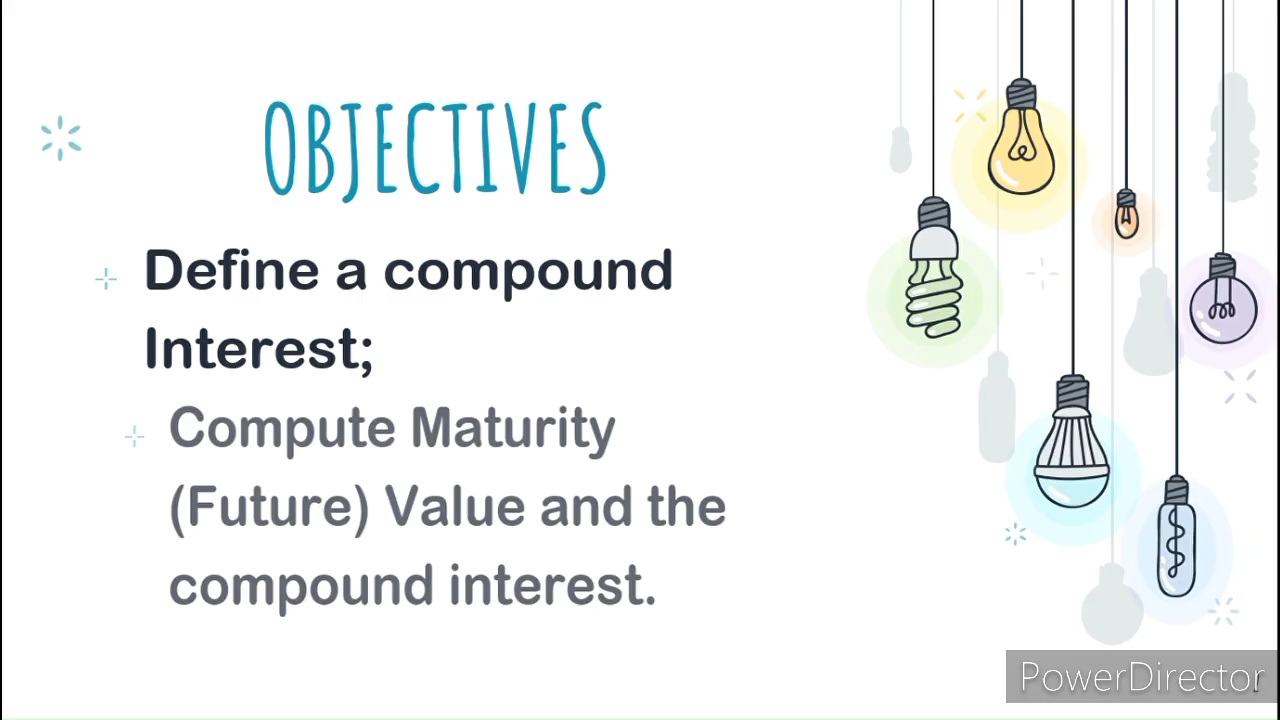 OBJECTIVES
Define a compound
Interest;
Compute Maturity
(Future) Value and the
compound interest.
PowerDirector